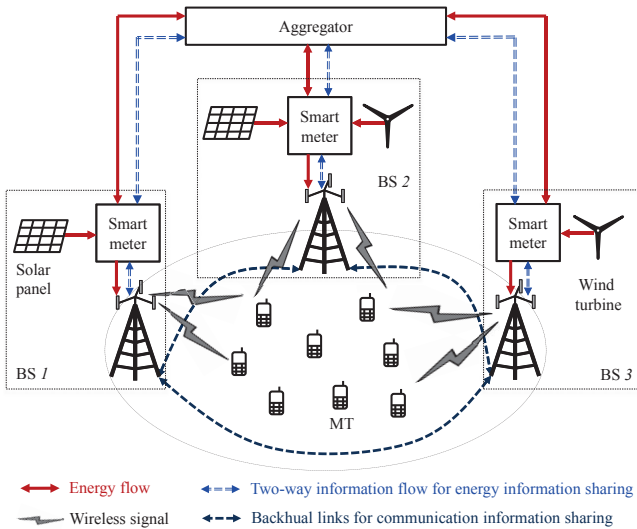 Aggregator
Smart
meter
BS 2
Smart
meter
Solar
panel
BS 1
Smart
meter
Wind
turbine
BS 3
MT
Energy flow
Two-way information flow for energy information sharing
Wireless signal
Backhual links for communication information sharing